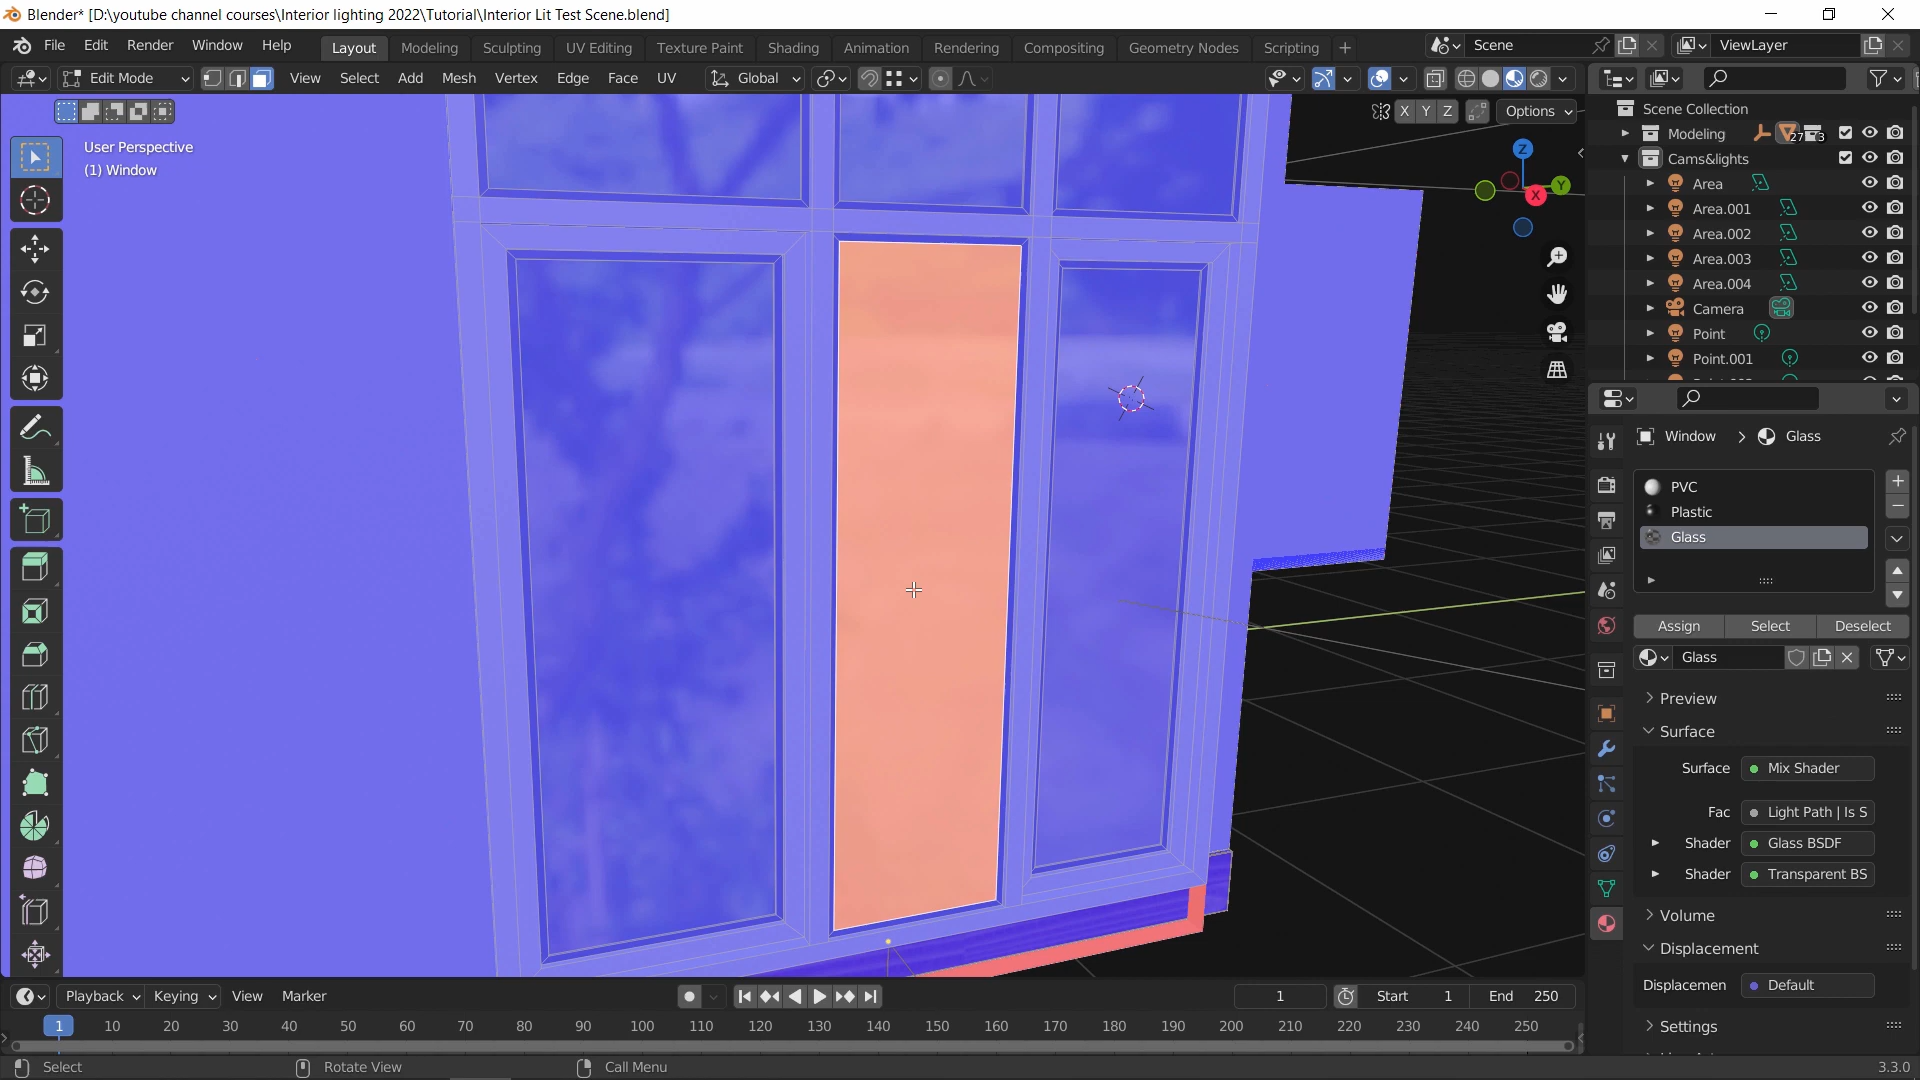 Blender* [D:\youtube channel courses\Interior lighting 2022\Tutorial\Interior Lit Test Scene.blend]
File Edit Render Window Help Layout Modeling Sculpting UV Editing Texture Paint Shading Animation Rendering Compositing Geometry Nodes Scripting + Scene ViewLayer
Edit Mode View Select Add Mesh Vertex Edge Face UV Global
X Y Z Options
User Perspective
(1) Window
Z
Y
X
Scene Collection
Modeling 27 3
Cams&lights
Area
Area.001
Area.002
Area.003
Area.004
Camera
Point
Point.001
Window > Glass
PVC
Plastic
Glass
Assign Select Deselect
Glass
Preview
Surface
Surface Mix Shader
Fac Light Path | Is S
Shader Glass BSDF
Shader Transparent BS
Volume
Displacement
Displacemen Default
Settings
Playback Keying View Marker 1 Start 1 End 250
1 10 20 30 40 50 60 70 80 90 100 110 120 130 140 150 160 170 180 190 200 210 220 230 240 250
Select Rotate View Call Menu 3.3.0